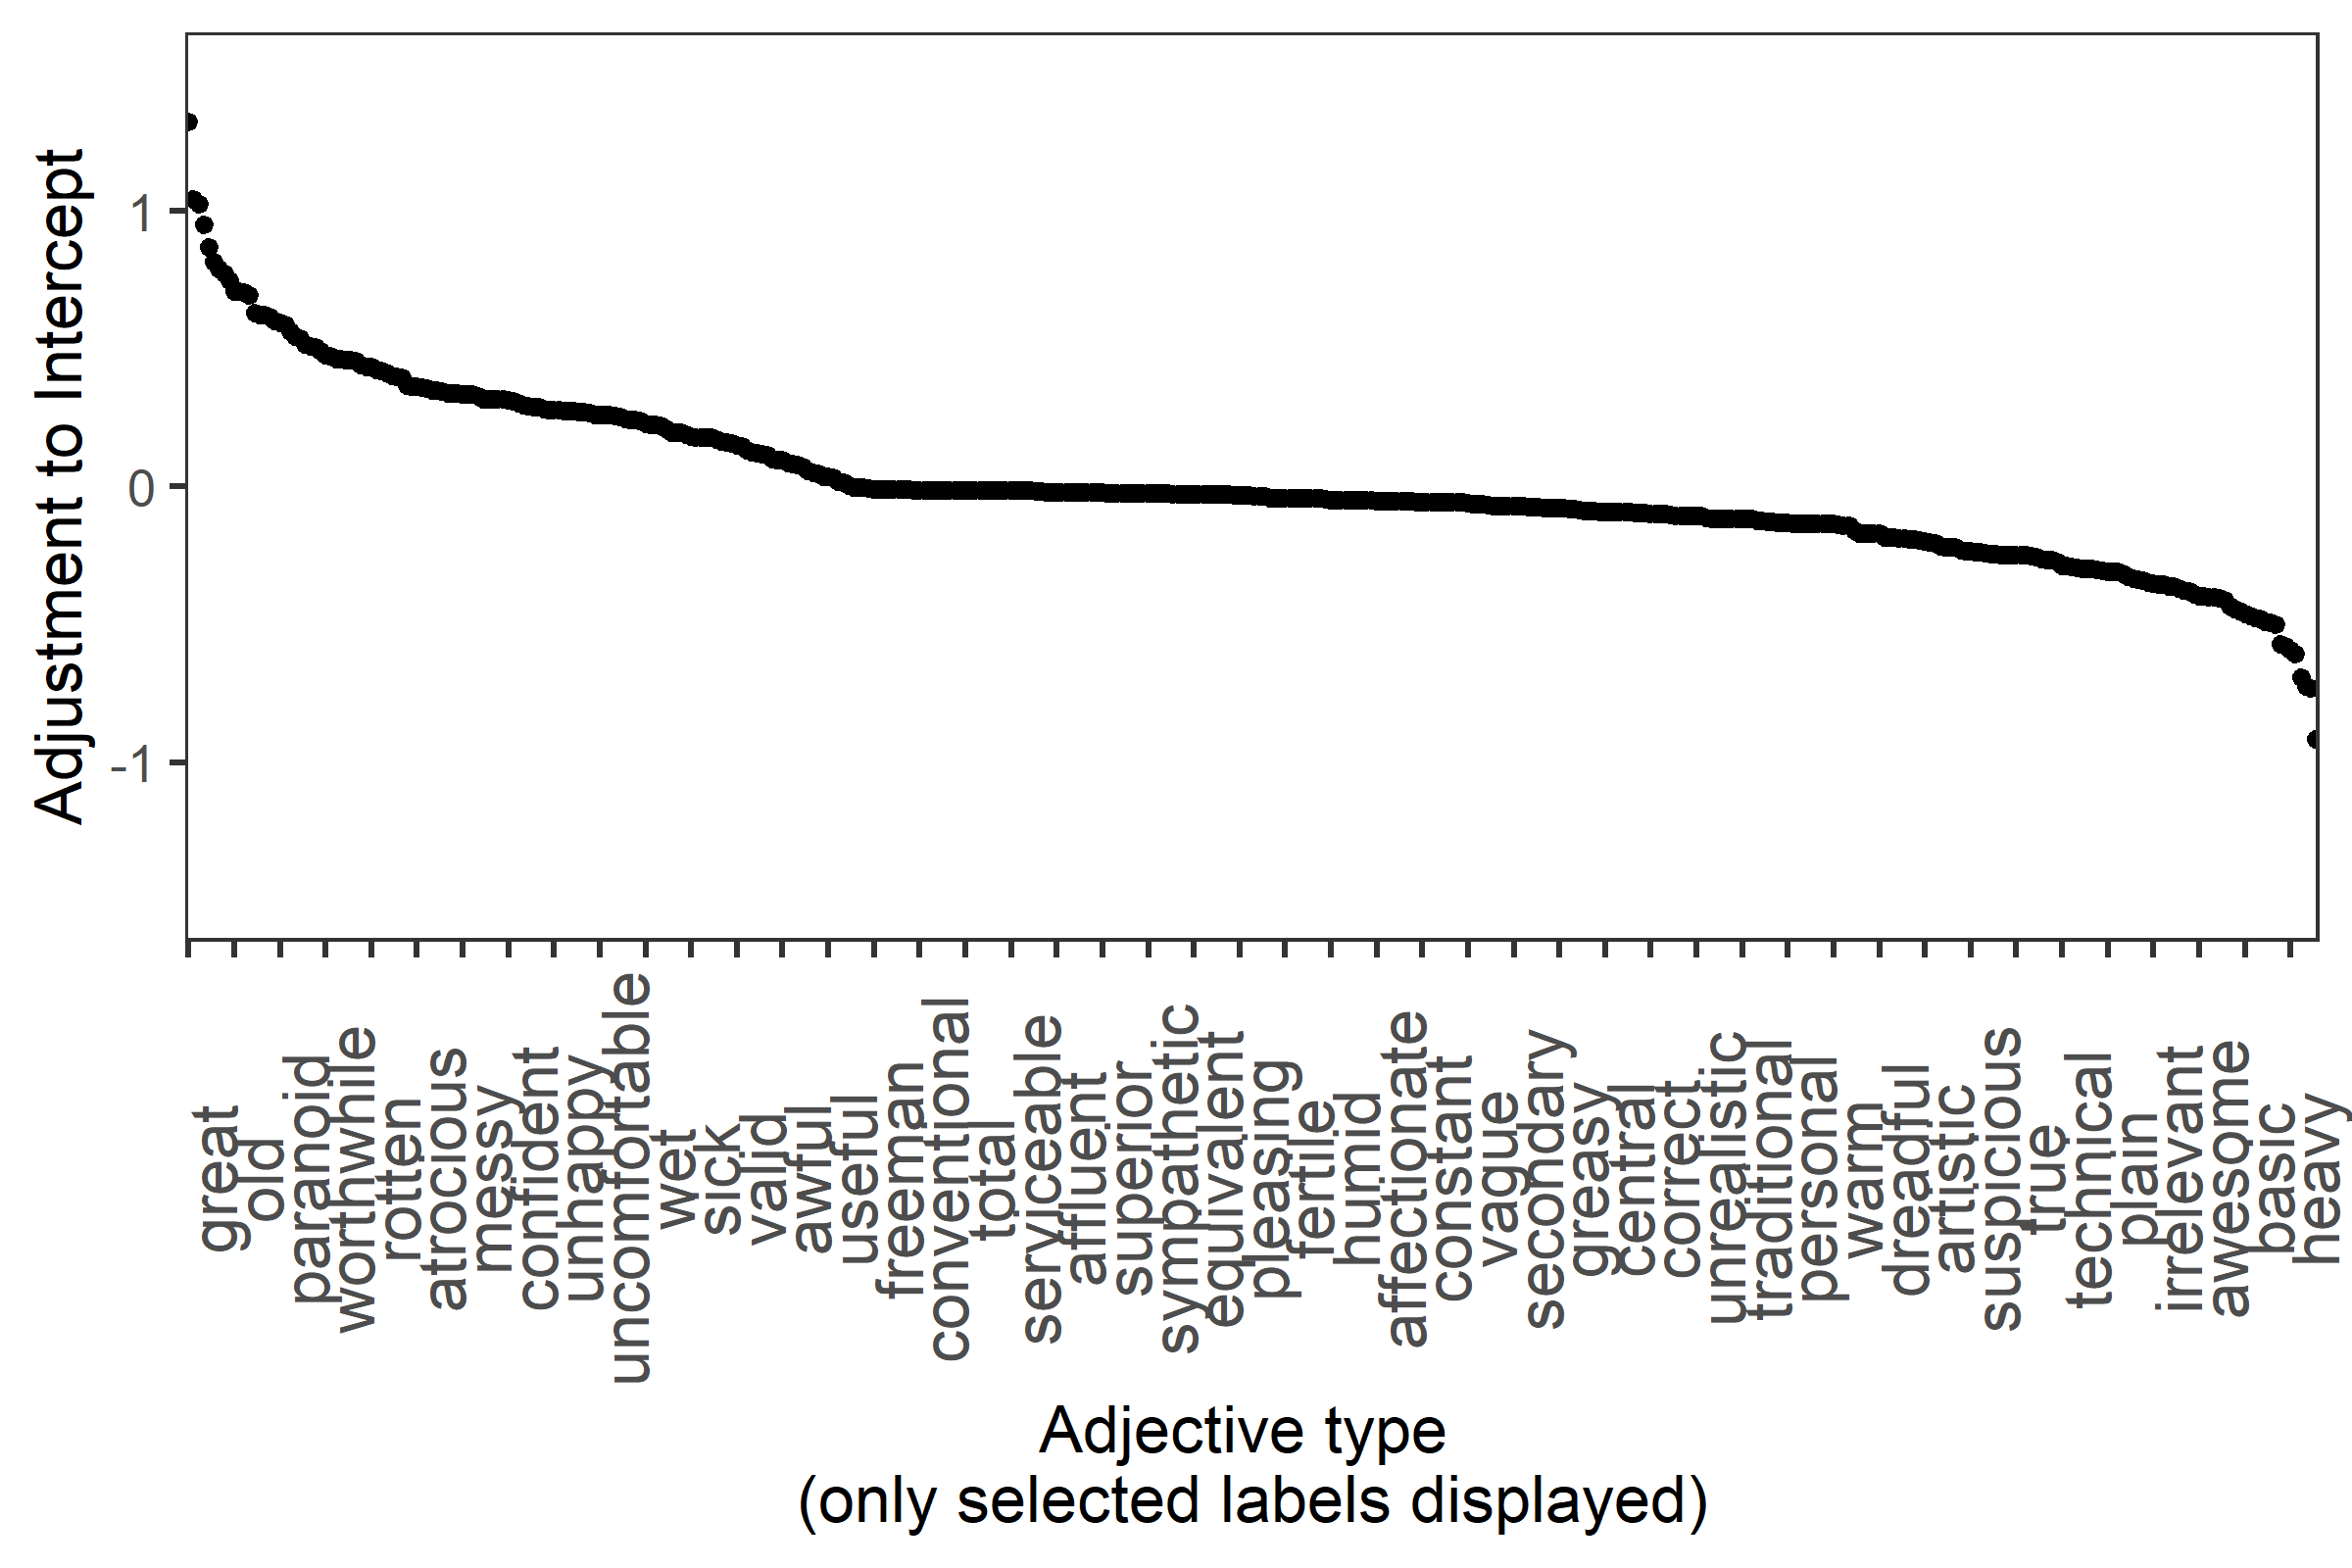 Adjustment to Intercept
1
0
-1
great
old
paranoid
worthwhile
rotten
atrocious
messy
confident
unhappy
uncomfortable
wet
sick
valid
awful
useful
freeman
conventional
total
serviceable
affluent
superior
sympathetic
equivalent
pleasing
fertile
humid
affectionate
constant
vague
secondary
greasy
central
correct
unrealistic
traditional
personal
warm
dreadful
artistic
suspicious
true
technical
plain
irrelevant
awesome
basic
heavy
Adjective type
(only selected labels displayed)